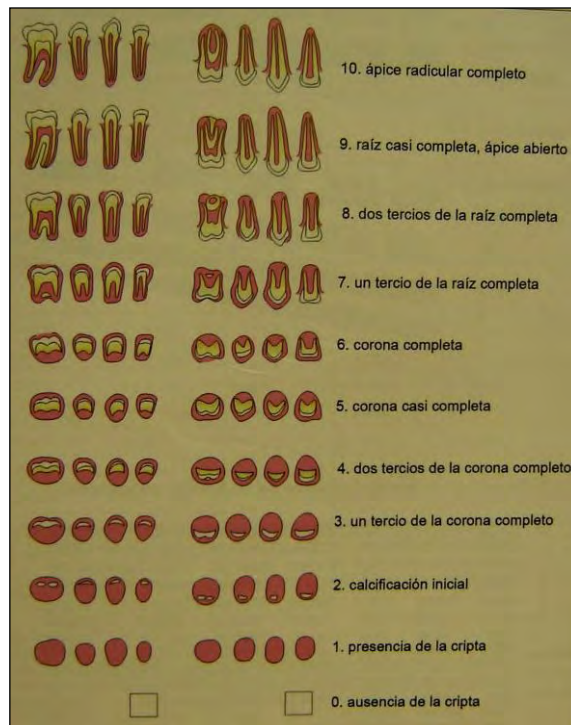 10. ápice radicular completo
9. raíz casi completa, ápice abierto
8. dos tercios de la raíz completa
7. un tercio de la raíz completa
6. corona completa
5. corona casi completa
4. dos tercios de la corona completo
3. un tercio de la corona completo
2. calcificación inicial
1. presencia de la cripta
0. ausencia de la cripta